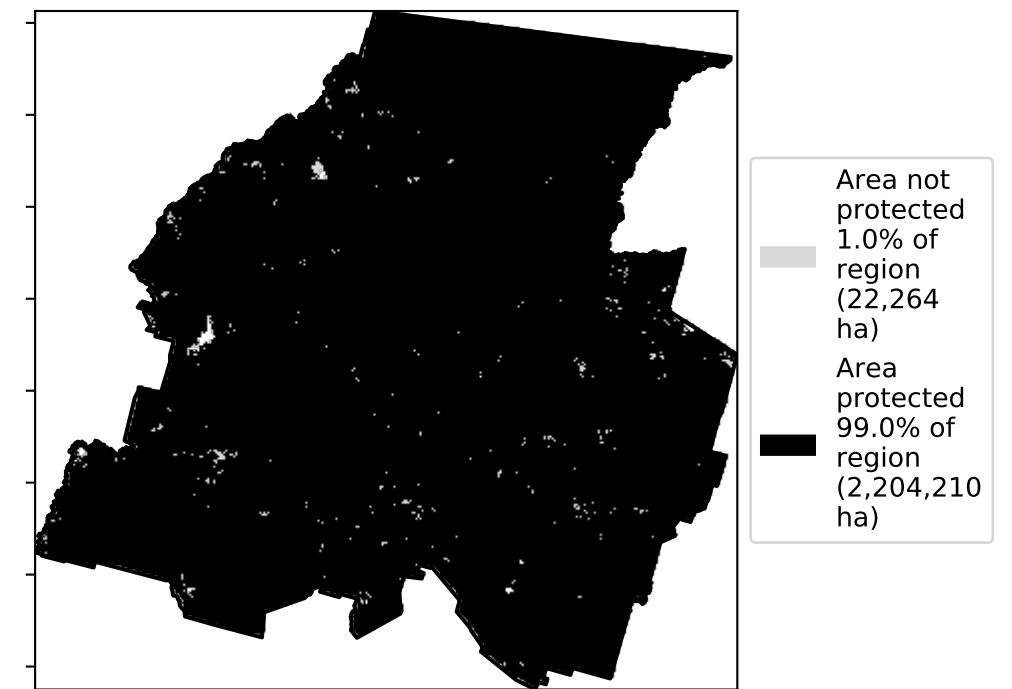 Area not
protected
1.0% of
region
(22,264
ha)
Area
protected
99.0% of
region
(2,204,210
ha)